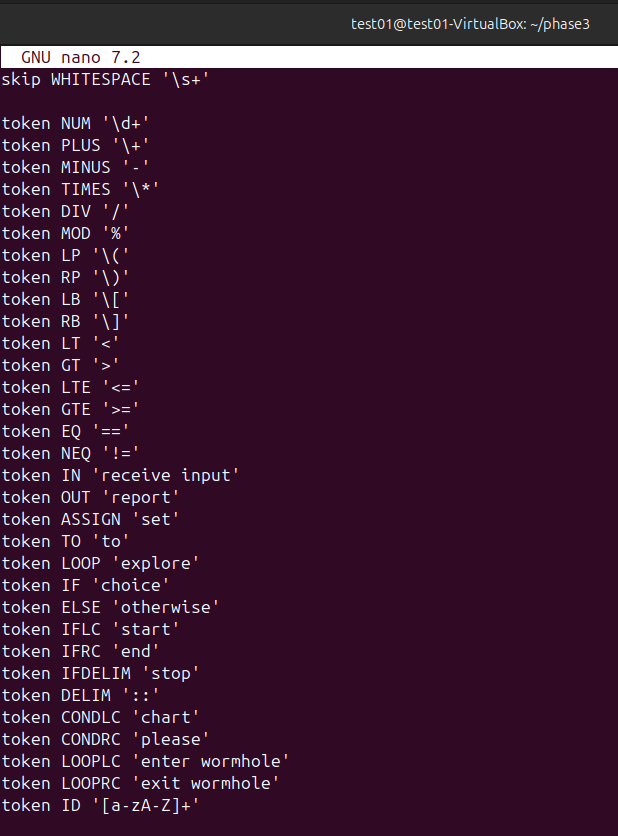 test01@test01-VirtualBox: ~/phase3
GNU nano 7.2
skip WHITESPACE '\s+'
token NUM '\d+'
token PLUS '\+'
token MINUS '-'
token TIMES '\*'
token DIV '/'
token MOD '%'
token LP '\('
token RP '\)'
token LB '\['
token RB '\]'
token LT '<'
token GT '>'
token LTE '<='
token GTE '>='
token EQ '=='
token NEQ '!='
token IN 'receive input'
token OUT 'report'
token ASSIGN 'set'
token TO 'to'
token LOOP 'explore'
token IF 'choice'
token ELSE 'otherwise'
token IFLC 'start'
token IFRC 'end'
token IFDELIM 'stop'
token DELIM '::'
token CONDLC 'chart'
token CONDRC 'please'
token LOOPLC 'enter wormhole'
token LOOPRC 'exit wormhole'
token ID '[a-zA-Z]+'